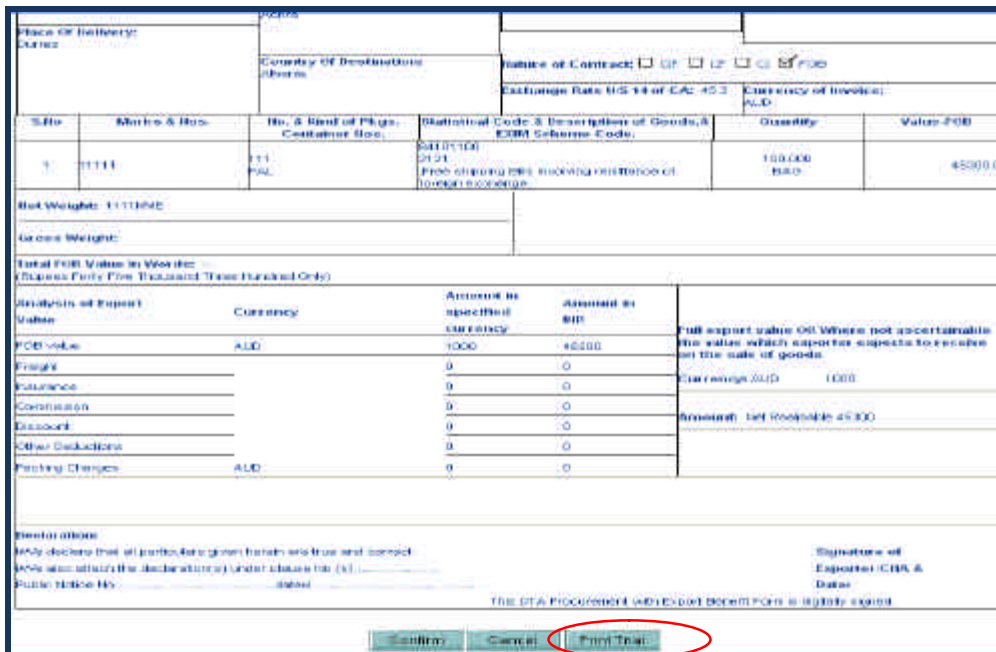 Accra
Place Of Delivery:
Durres
Country Of Destination:
Nature of Contract: CIF CF CI FOB
Exchange Rate U/S 14 of CA: 45.3
Currency of Invoice:
AUD
S.No Marks & Nos. No. & Kind of Pkgs. Container Nos. Statistical Code & Description of Goods,& EXIM Scheme Code. Quantity Value-FOB
1 11111 111
PAL 3131
Free shipping Bills involving remittance of foreign exchange 100.000
BAG
Net Weight:
Gross Weight:
Total FOB Value In Words:
(Rupees Forty Five Thousand Three Hundred Only)
Analysis of Export Value Currency Amount in specified currency Amount in
FOB value AUD 1000 45300
Freight 0 0
Insurance 0 0
Commission 0 0
Discount 0 0
Other Deductions 0 0
Packing Charges AUD 0 0
Full export value OR Where not ascertainable
the value which exporter expects to receive
on the sale of goods.
Currency: AUD 1000
Amount: Net Realisable 45300
Declaration:
I/We declare that all particulars given herein are true and correct.
I/We also attach the declaration(s) under clause No.(s)
Public Notice No. dated
Signature of
Exporter/CHA &
Date:
This DTA Procurement with Export Benefit Form is digitally signed
Confirm Cancel Print Trial